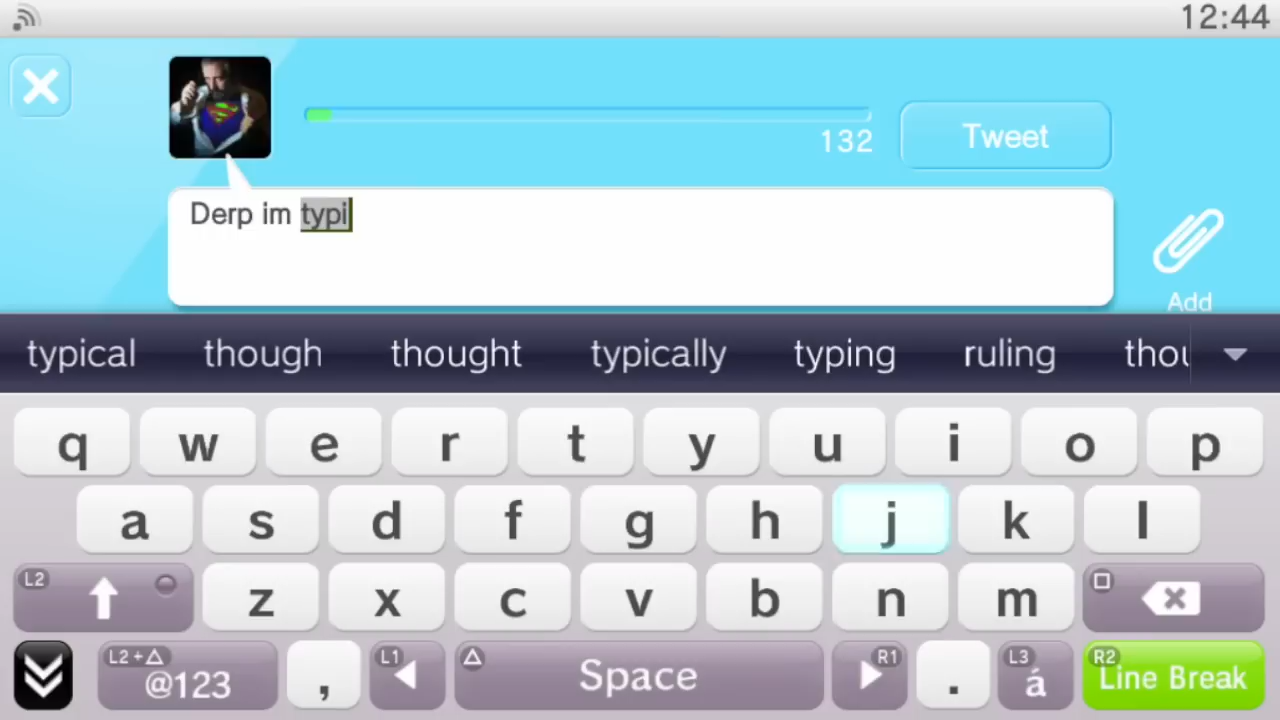 12:44
132
Tweet
Derp im typi
Add
typical though thought typically typing ruling thou
q w e r t y u i o p
a s d f g h j k l
L2 z x c v b n m
L2+△ @123 , L1 △ Space R1 . L3 á R2 Line Break